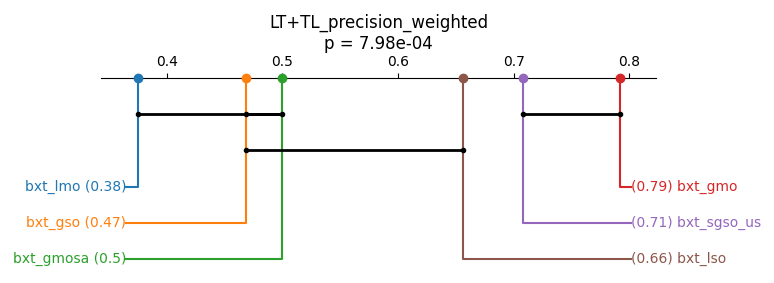 LT+TL_precision_weighted
p = 7.98e-04
0.4 0.5 0.6 0.7 0.8
bxt_lmo (0.38) (0.79) bxt_gmo
bxt_gso (0.47) (0.71) bxt_sgso_us
bxt_gmosa (0.5) (0.66) bxt_lso